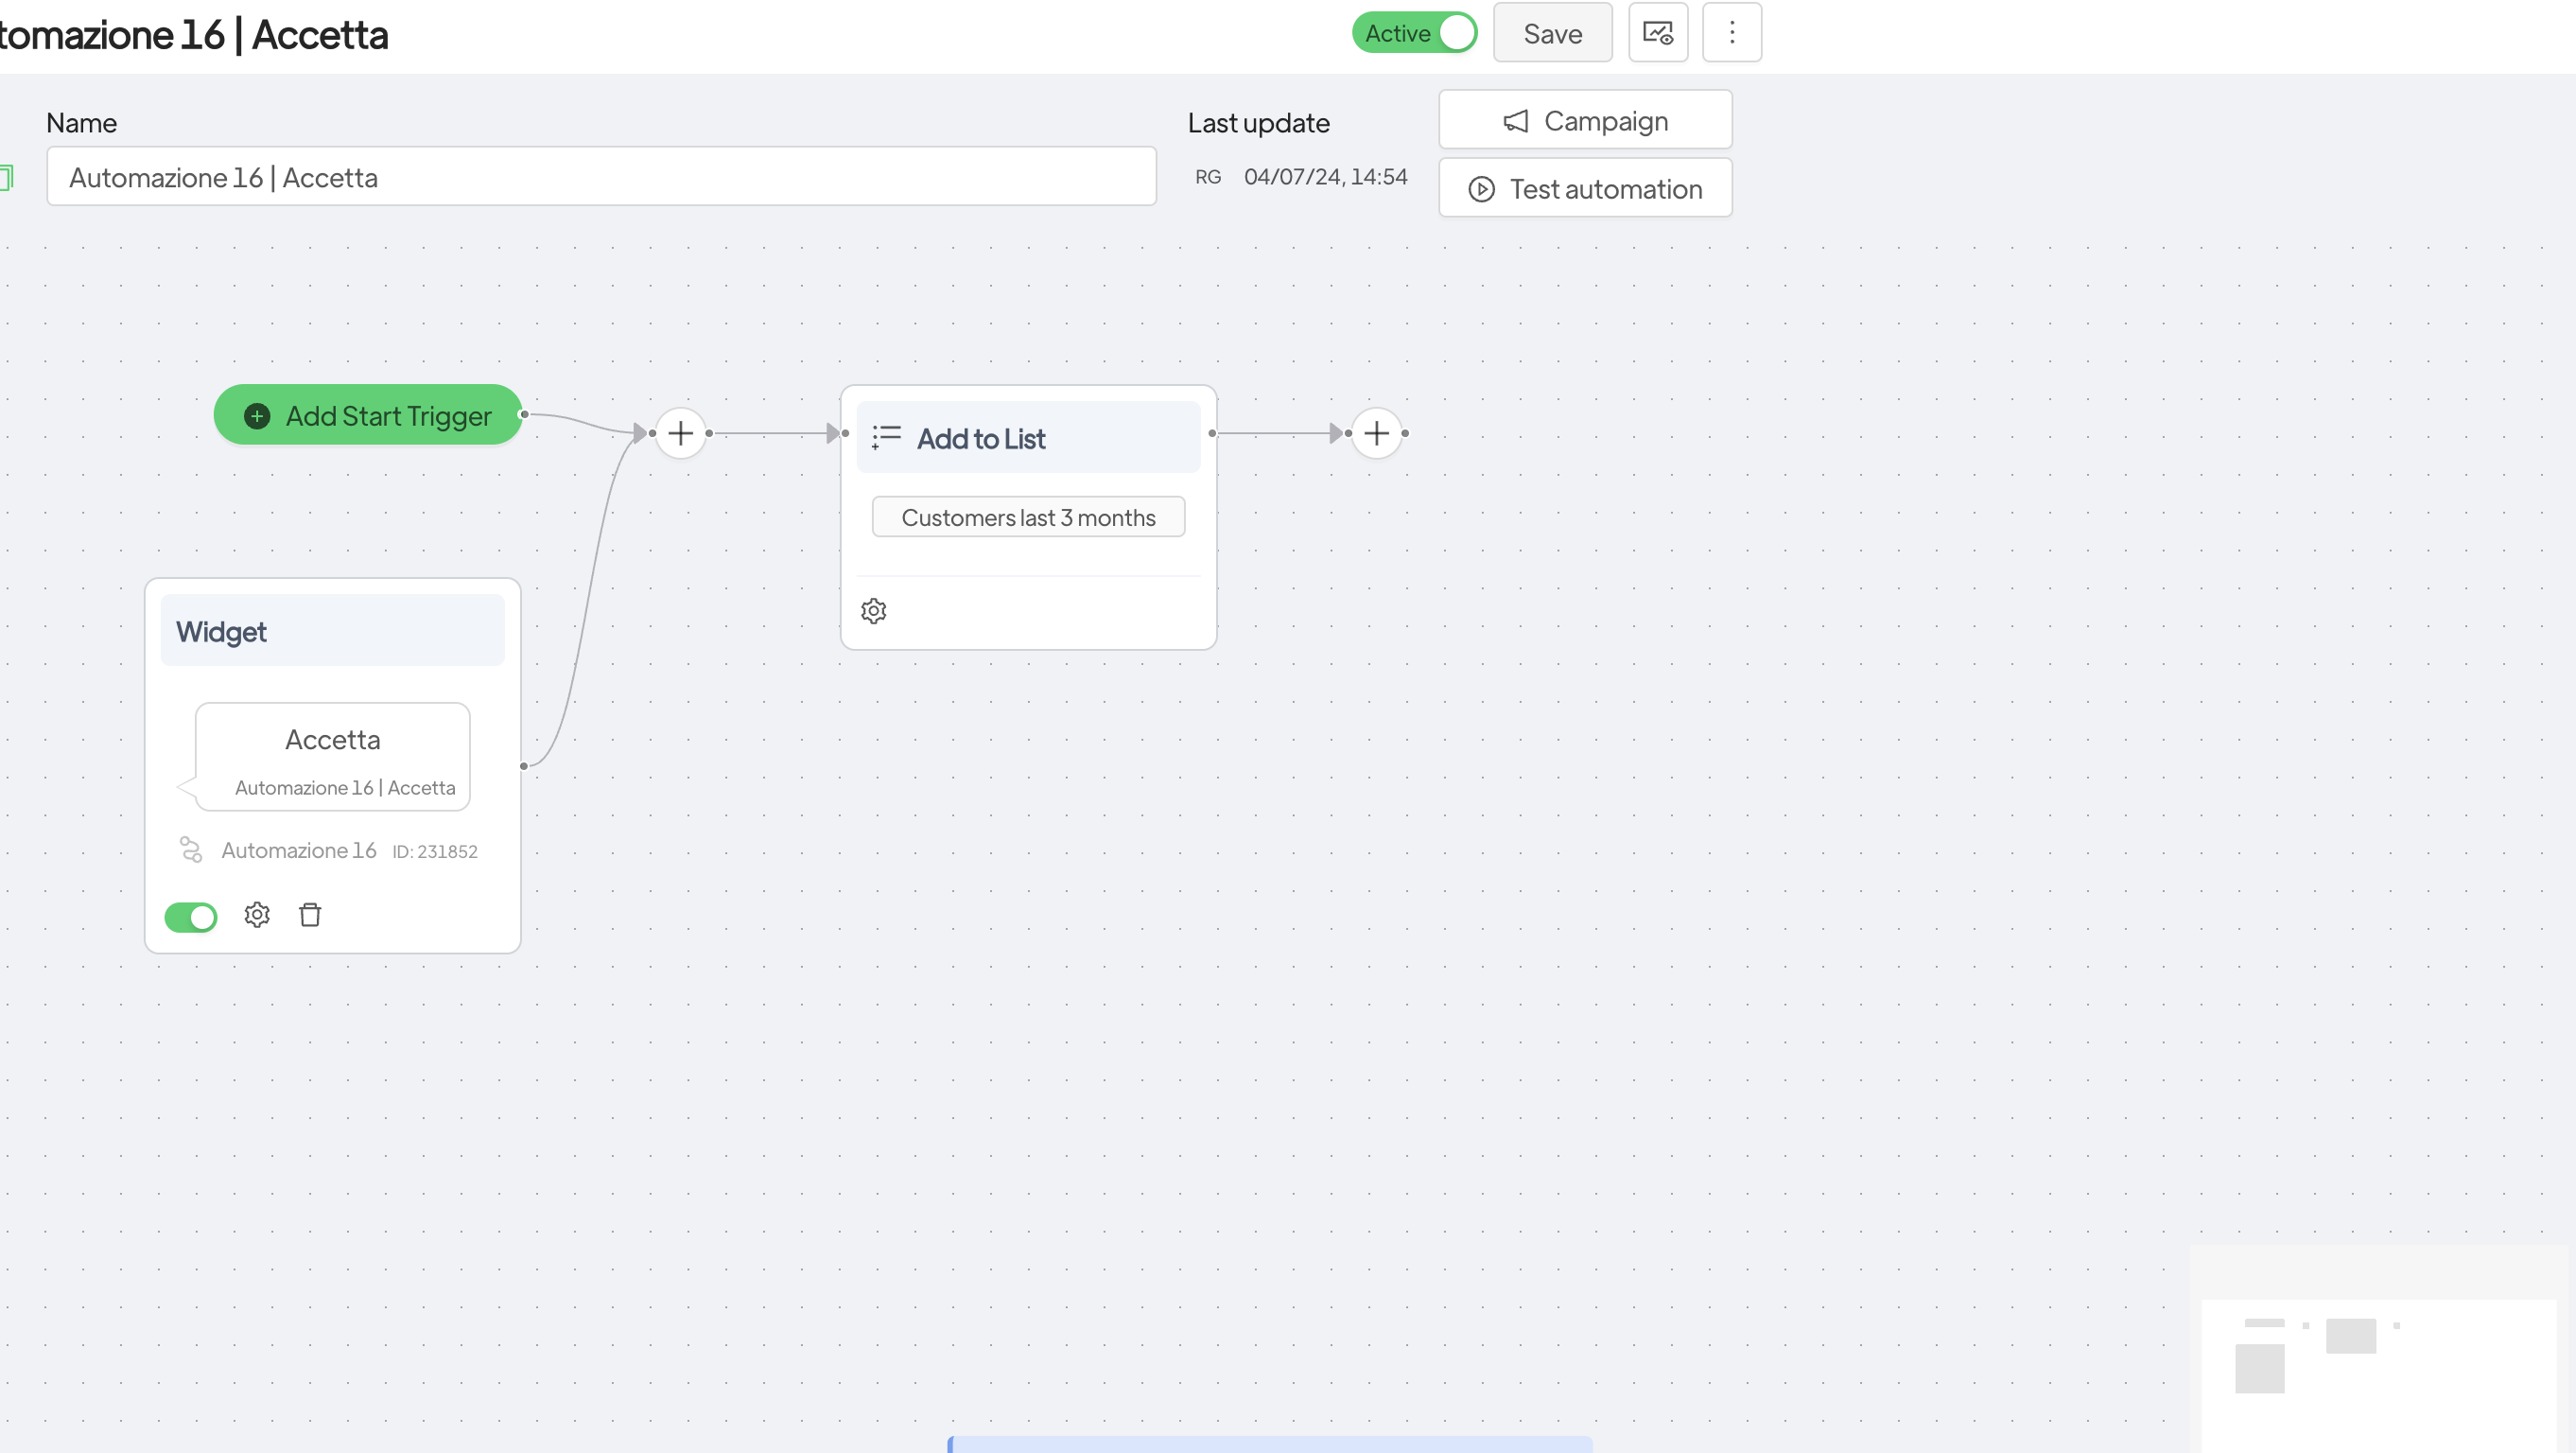 tomazione 16 | Accetta
Active
Save
Name
Last update
Campaign
Automazione 16 | Accetta
RG 04/07/24, 14:54
Test automation
Add Start Trigger
Add to List
Customers last 3 months
Widget
Accetta
Automazione 16 | Accetta
Automazione 16 ID: 231852